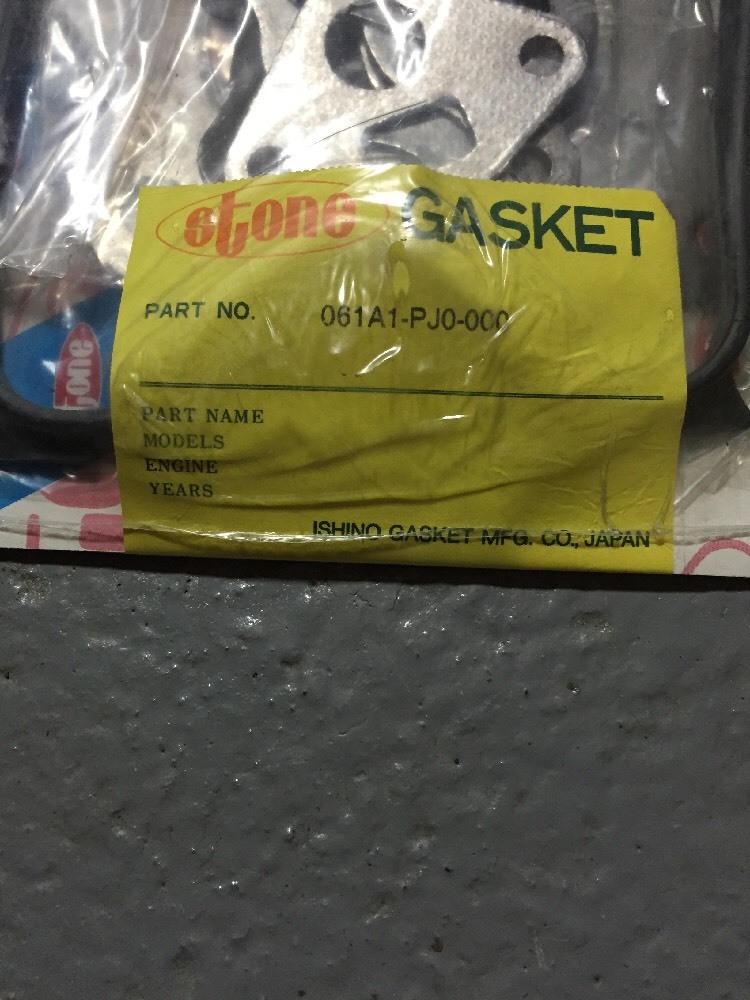 stone GASKET
PART NO. 061A1-PJ0-000
PART NAME
MODELS
ENGINE
YEARS
ISHINO GASKET MFG. CO., JAPAN